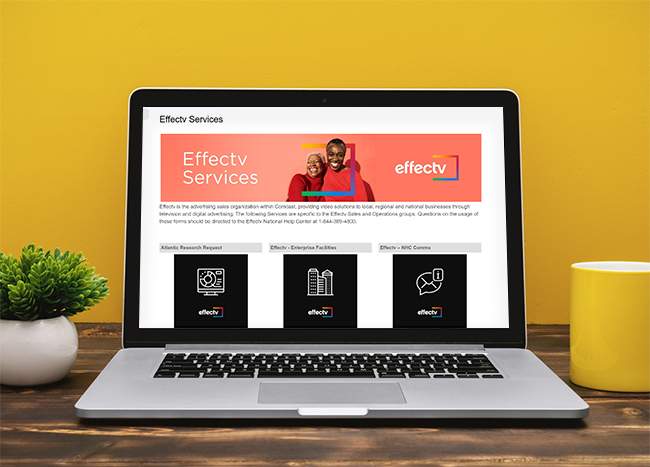 Effectv Services
Effectv
Services
effectv
Effectv is the advertising sales organization within Comcast, providing video solutions to local, regional and national businesses through
television and digital advertising. The following Services are specific to the Effectv Sales and Operations groups. Questions on the usage of
these forms should be directed to the Effectv National Help Center at 1-844-389-4800.
Atlantic Research Request
Effectv - Enterprise Facilities
Effectv – NHC Comms
effectv
effectv
effectv